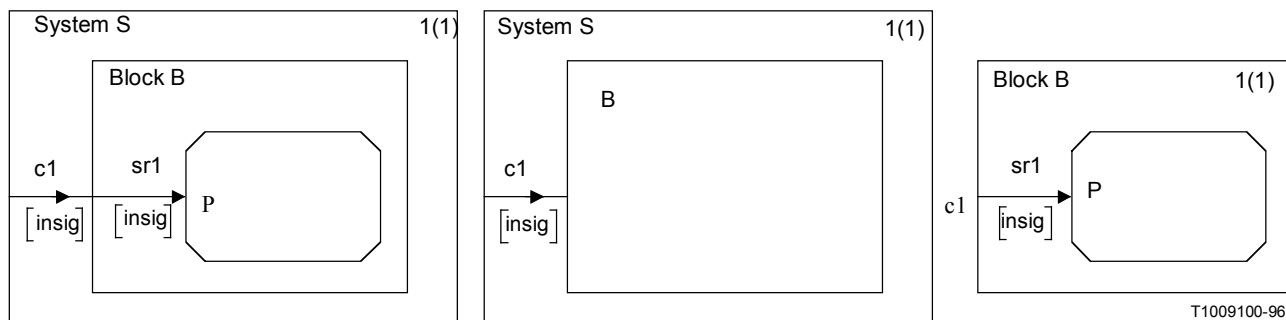 System S
1(1)
Block B
c1
sr1
P
[insig]
[insig]
System S
1(1)
B
c1
[insig]
Block B
1(1)
sr1
P
c1
[insig]
T1009100-96